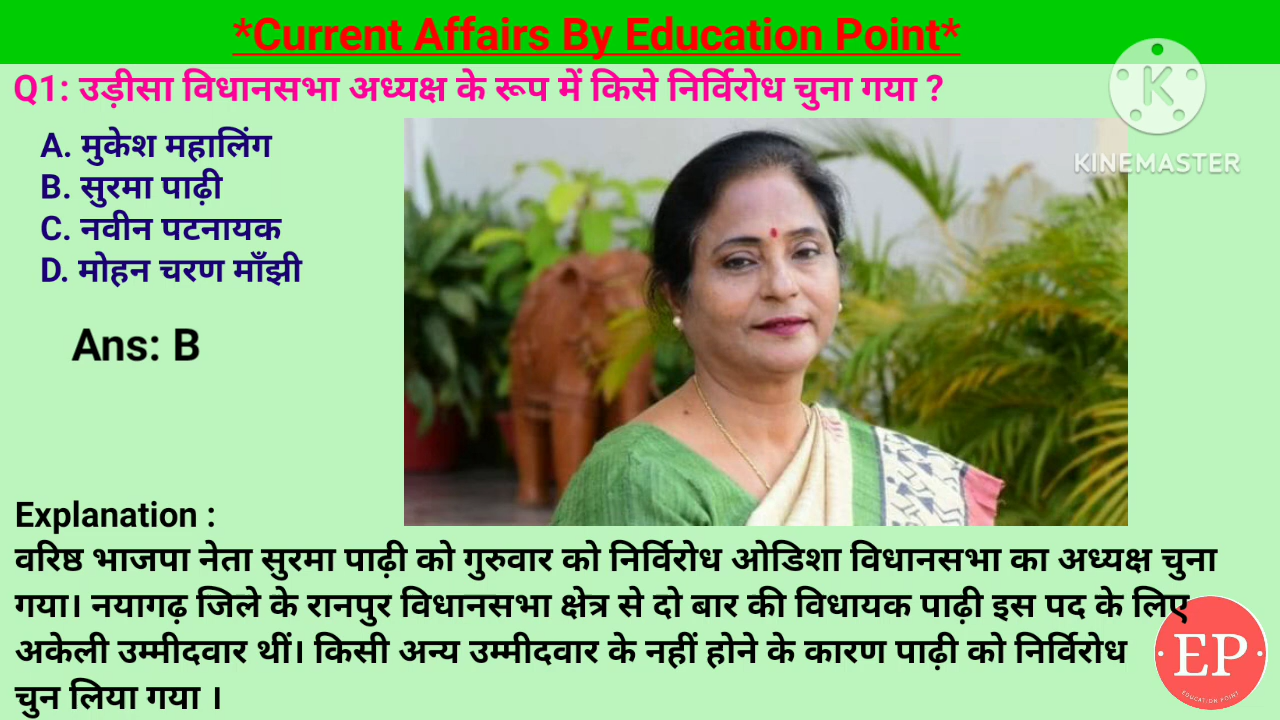 *Current Affairs By Education Point*
Q1: उड़ीसा विधानसभा अध्यक्ष के रूप में किसे निर्विरोध चुना गया ?
A. मुकेश महालिंग
B. सुरमा पाढ़ी
C. नवीन पटनायक
D. मोहन चरण माँझी
K
KINEMASTER
Ans: B
Explanation :
वरिष्ठ भाजपा नेता सुरमा पाढ़ी को गुरुवार को निर्विरोध ओडिशा विधानसभा का अध्यक्ष चुना
गया। नयागढ़ जिले के रानपुर विधानसभा क्षेत्र से दो बार की विधायक पाढ़ी इस पद के लिए
अकेली उम्मीदवार थीं। किसी अन्य उम्मीदवार के नहीं होने के कारण पाढ़ी को निर्विरोध
चुन लिया गया ।
EP
EDUCATION POINT